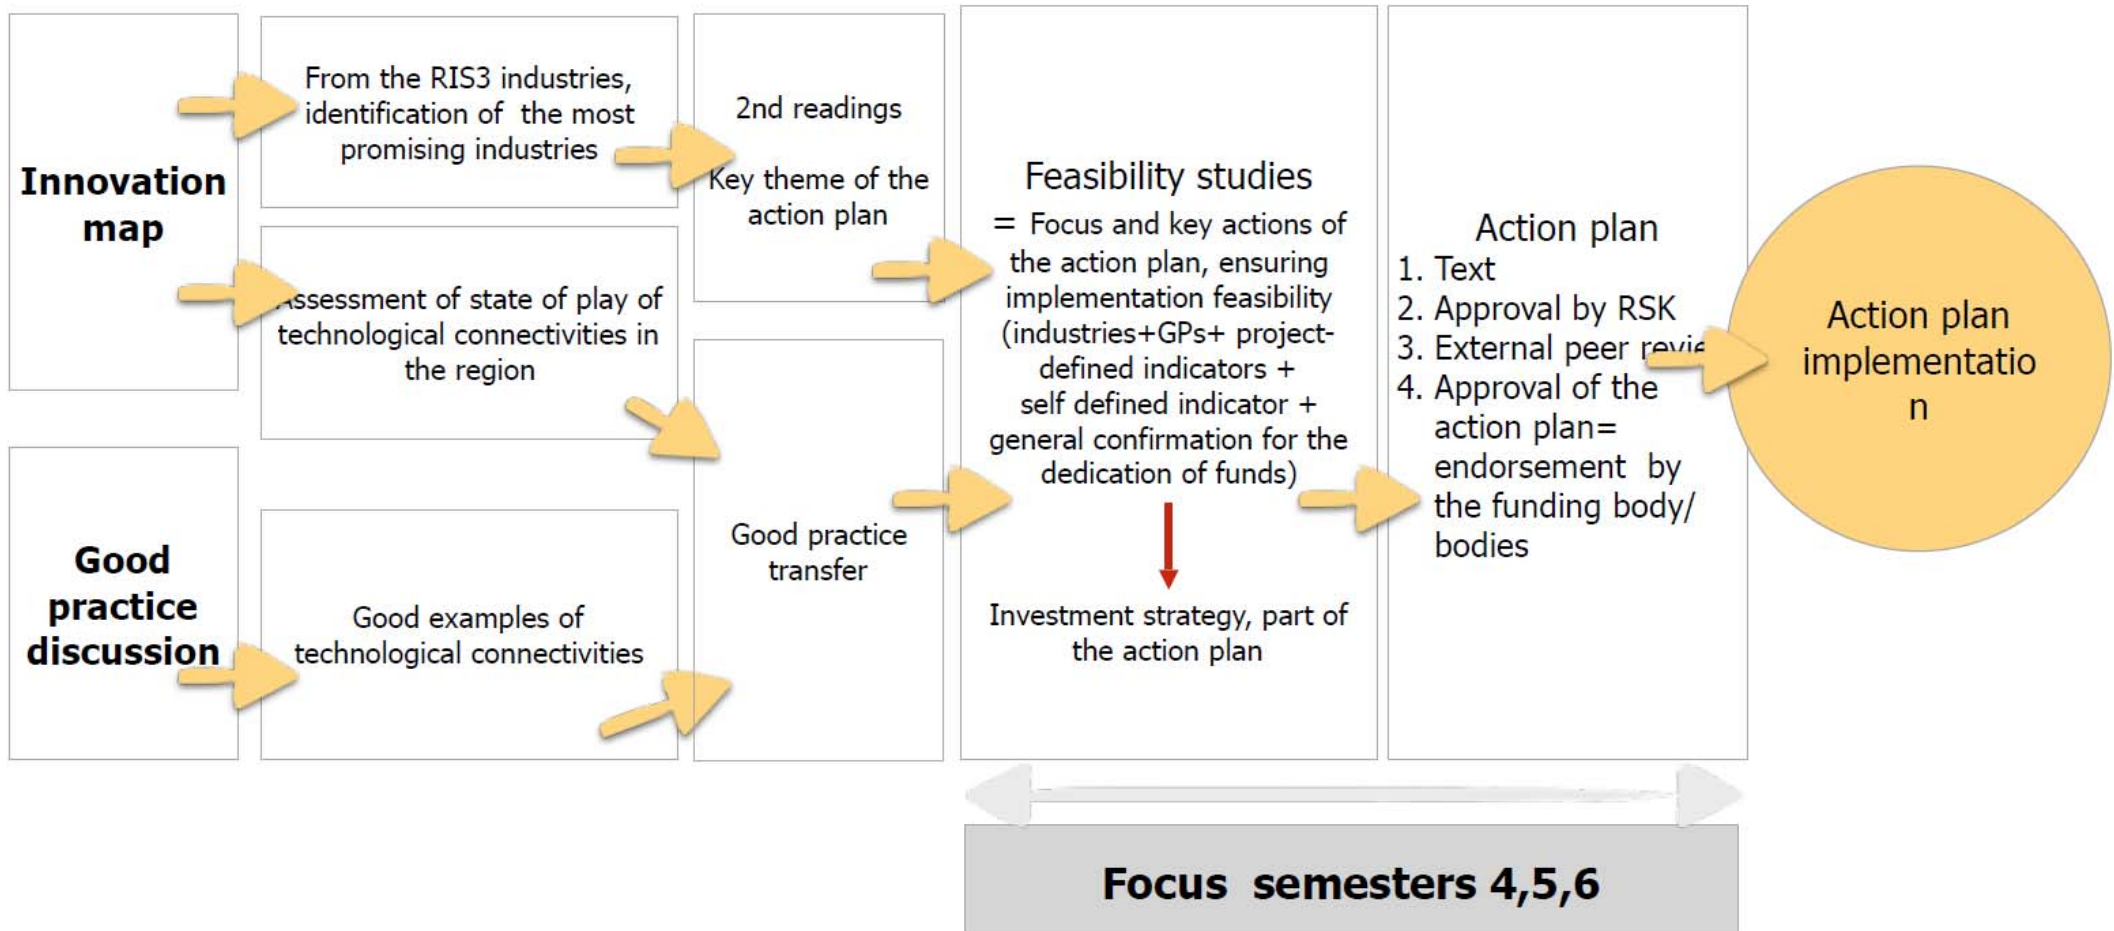 Innovation
map
Good
practice
discussion
From the RIS3 industries,
identification of  the most
promising industries
Assessment of state of play of
technological connectivities in
the region
Good examples of
technological connectivities
2nd readings
Key theme of the
action plan
Good practice
transfer
Feasibility studies
= Focus and key actions of
the action plan, ensuring
implementation feasibility
(industries+GPs+ project-
defined indicators +
self defined indicator +
general confirmation for the
dedication of funds)
Investment strategy, part of
the action plan
Action plan
1. Text
2. Approval by RSK
3. External peer revie
4. Approval of the
action plan=
endorsement  by
the funding body/
bodies
Action plan
implementatio
n
Focus  semesters 4,5,6